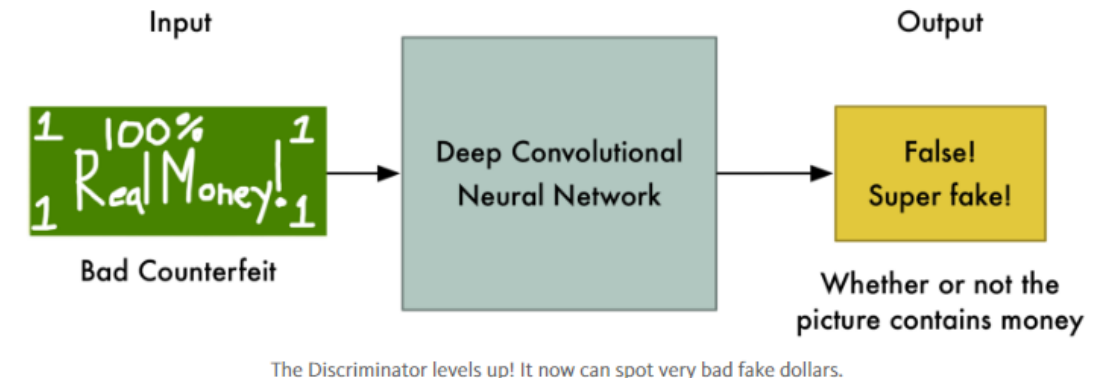 Input
Output
1 100% 1
Real Money!
1 1
Deep Convolutional
Neural Network
False!
Super fake!
Bad Counterfeit
Whether or not the
picture contains money
The Discriminator levels up! It now can spot very bad fake dollars.